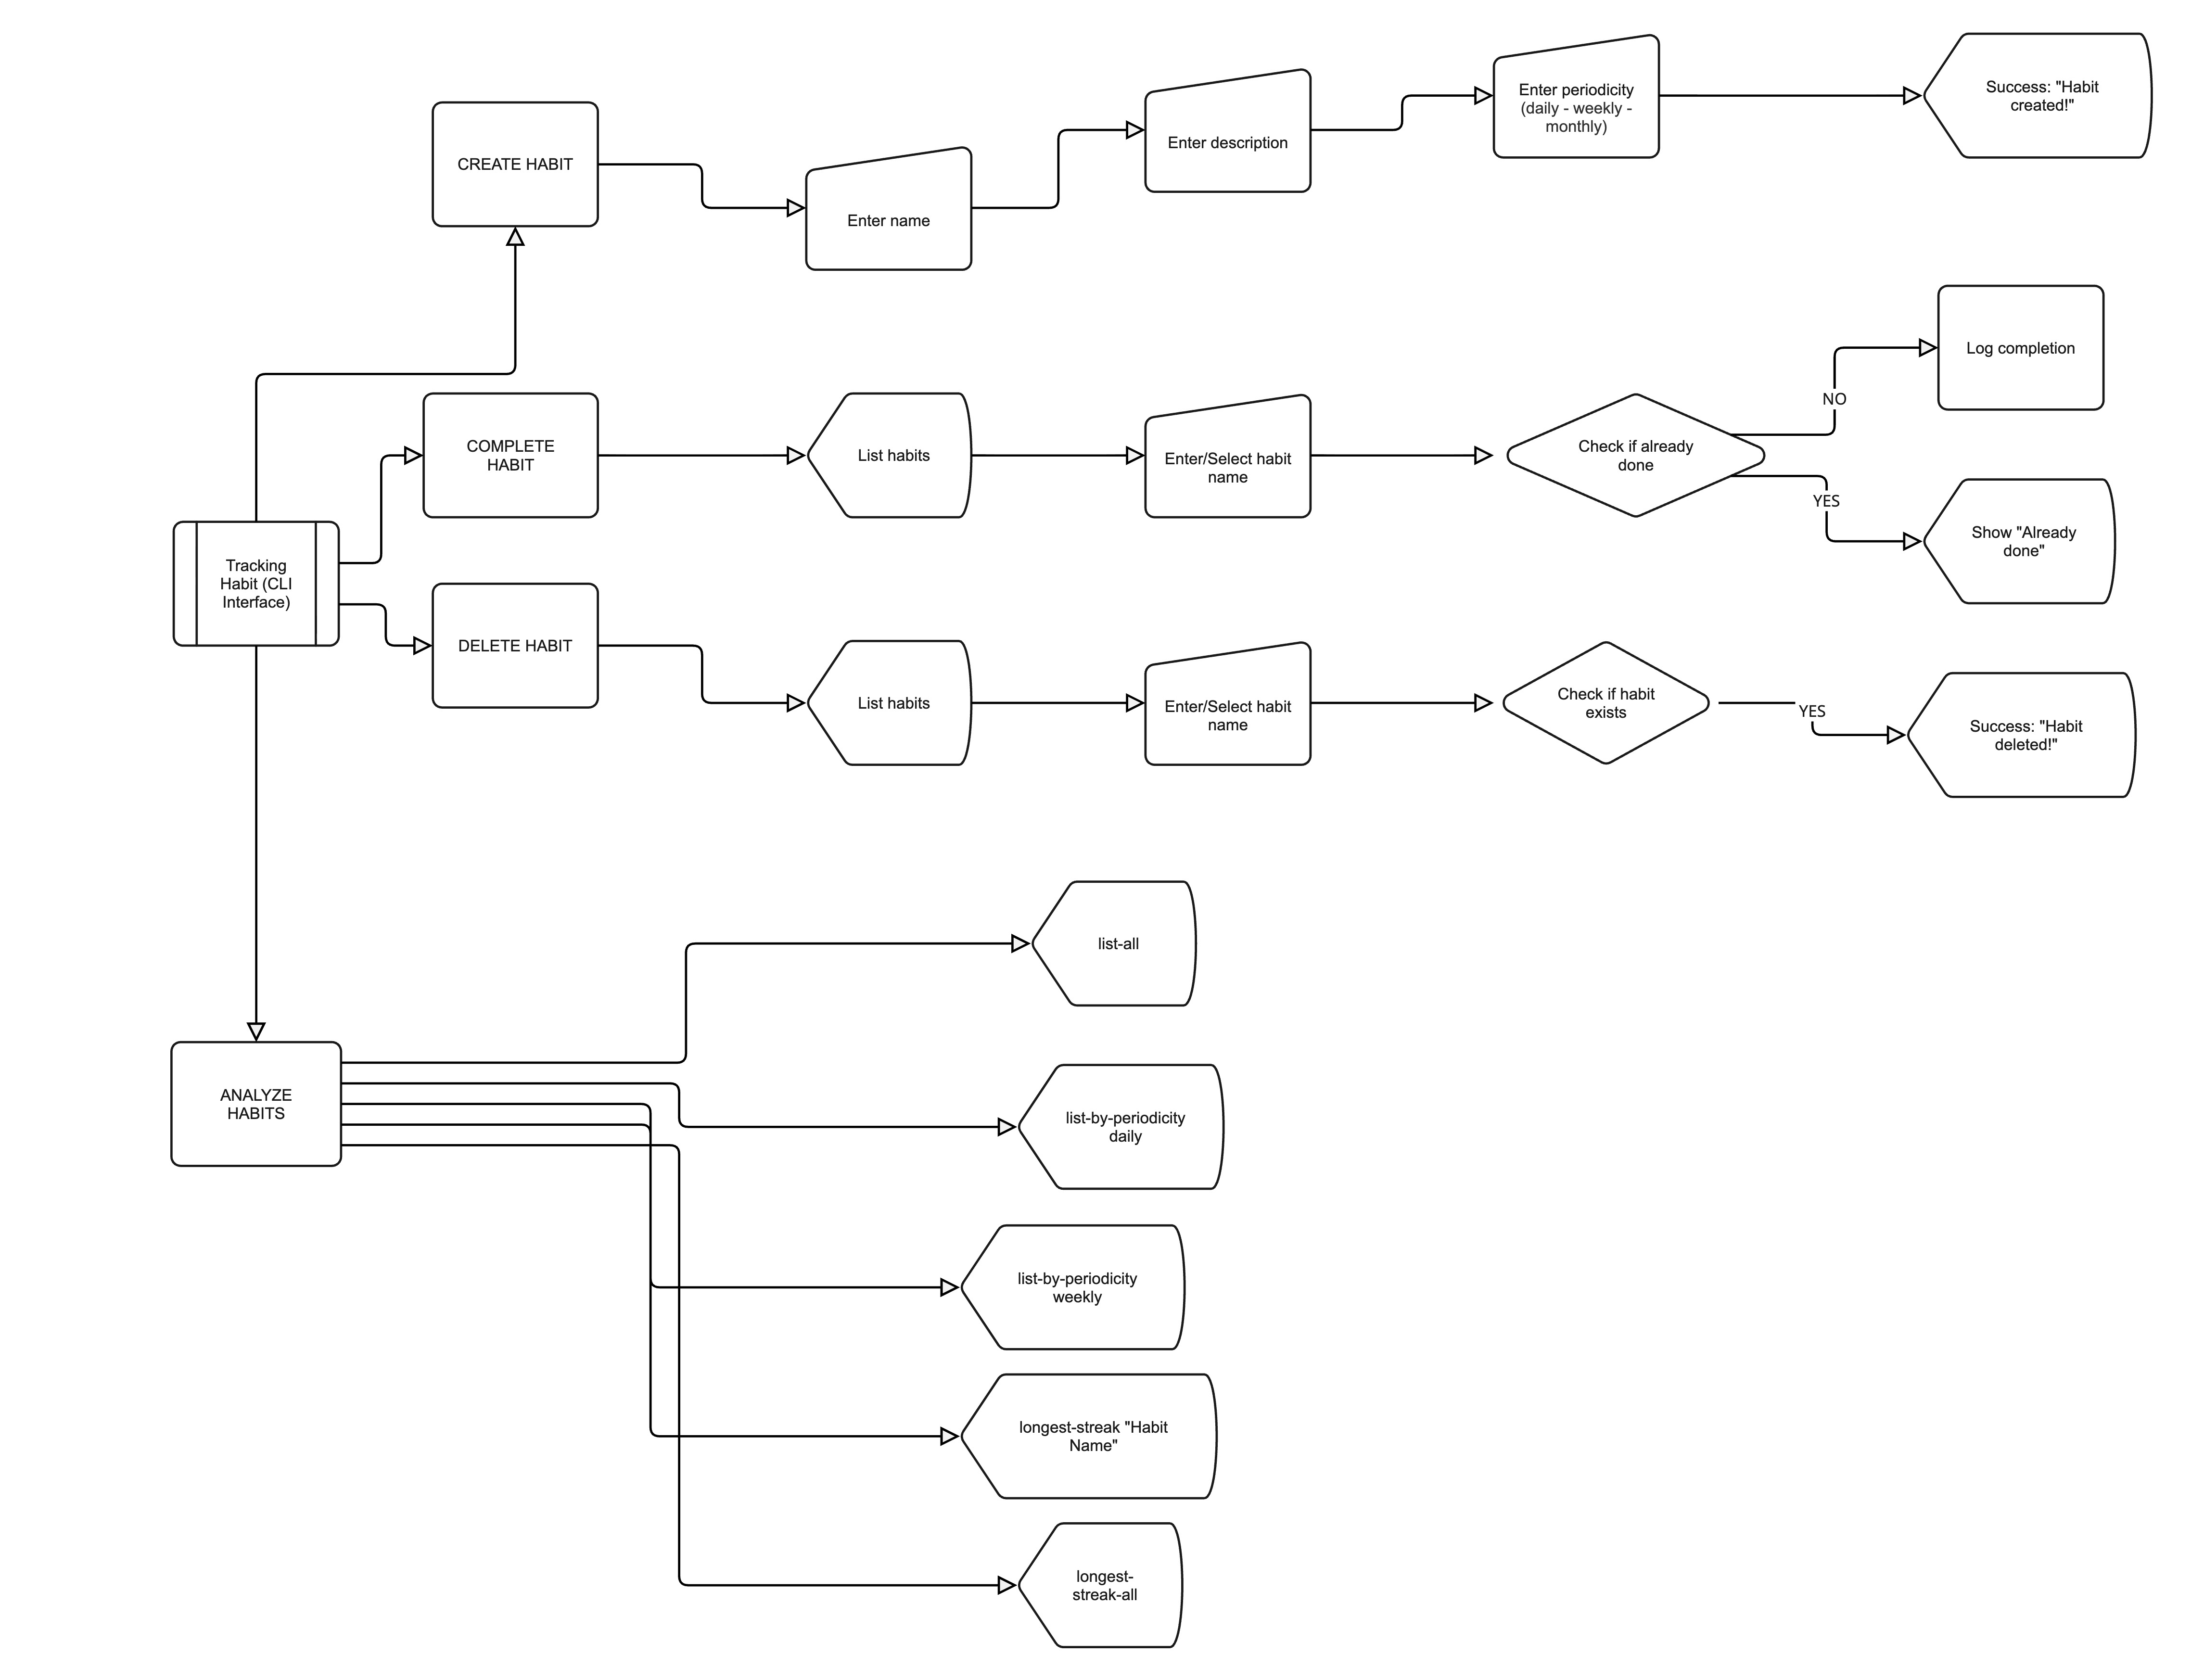 CREATE HABIT
Enter name
Enter description
Enter periodicity
(daily - weekly -
monthly)
Success: "Habit
created!"
Tracking
Habit (CLI
Interface)
COMPLETE
HABIT
List habits
Enter/Select habit
name
Check if already
done
NO
Log completion
YES
Show "Already
done"
DELETE HABIT
List habits
Enter/Select habit
name
Check if habit
exists
YES
Success: "Habit
deleted!"
ANALYZE
HABITS
list-all
list-by-periodicity
daily
list-by-periodicity
weekly
longest-streak "Habit
Name"
longest-
streak-all